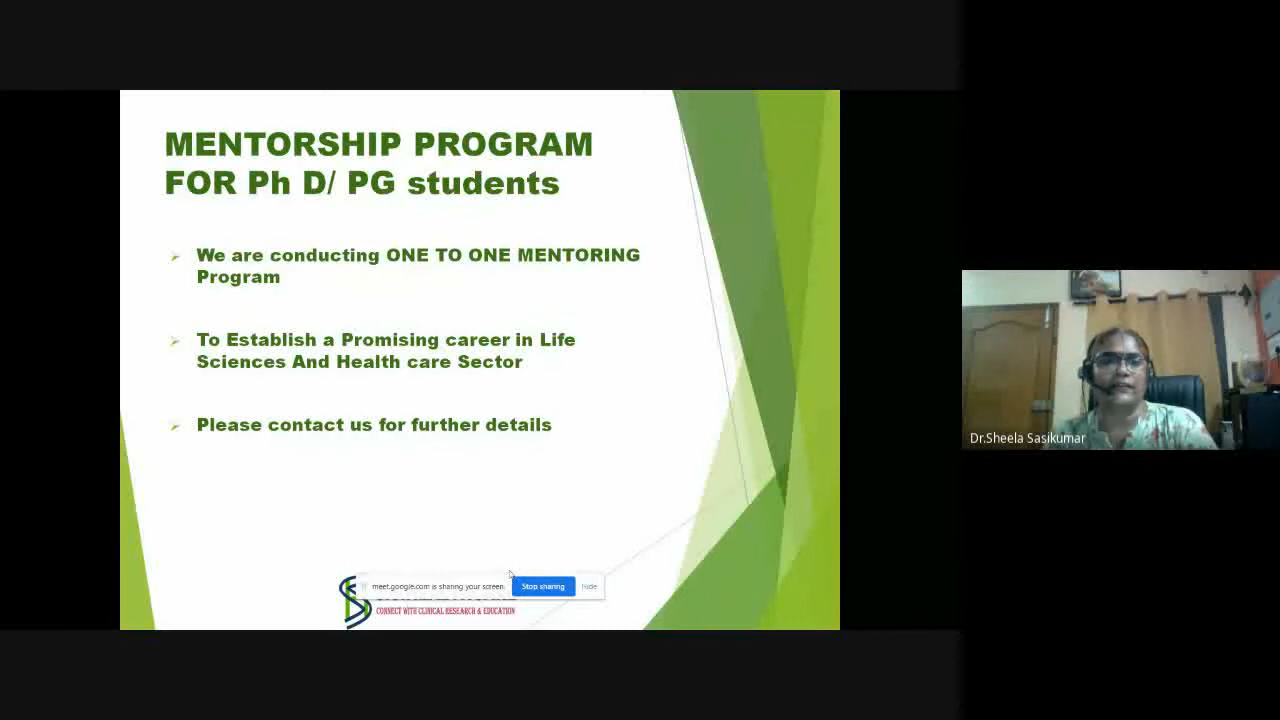 MENTORSHIP PROGRAM
FOR Ph D/ PG students
We are conducting ONE TO ONE MENTORING
Program
To Establish a Promising career in Life
Sciences And Health care Sector
Please contact us for further details
meet.google.com is sharing your screen.
Stop sharing
Hide
CONNECT WITH CLINICAL RESEARCH & EDUCATION
Dr.Sheela Sasikumar